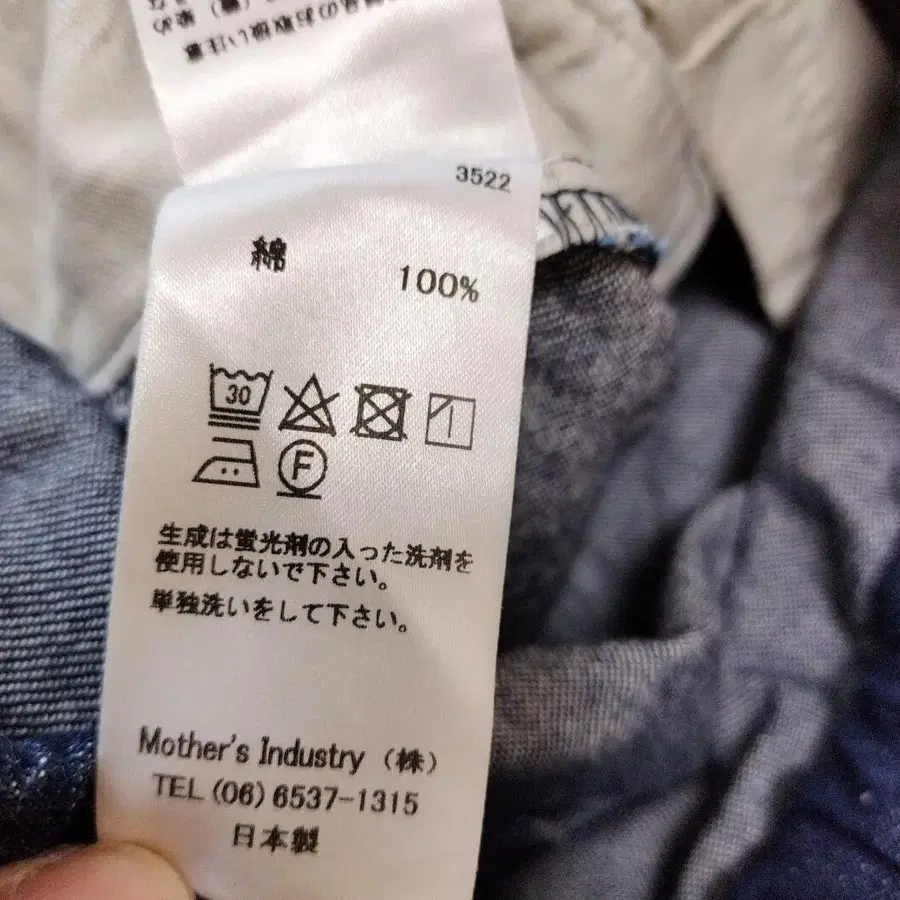 3522
綿
100%
30
F
生成は蛍光剤の入った洗剤を
使用しないで下さい。
単独洗いをして下さい。
Mother's Industry (株)
TEL (06) 6537-1315
日本製